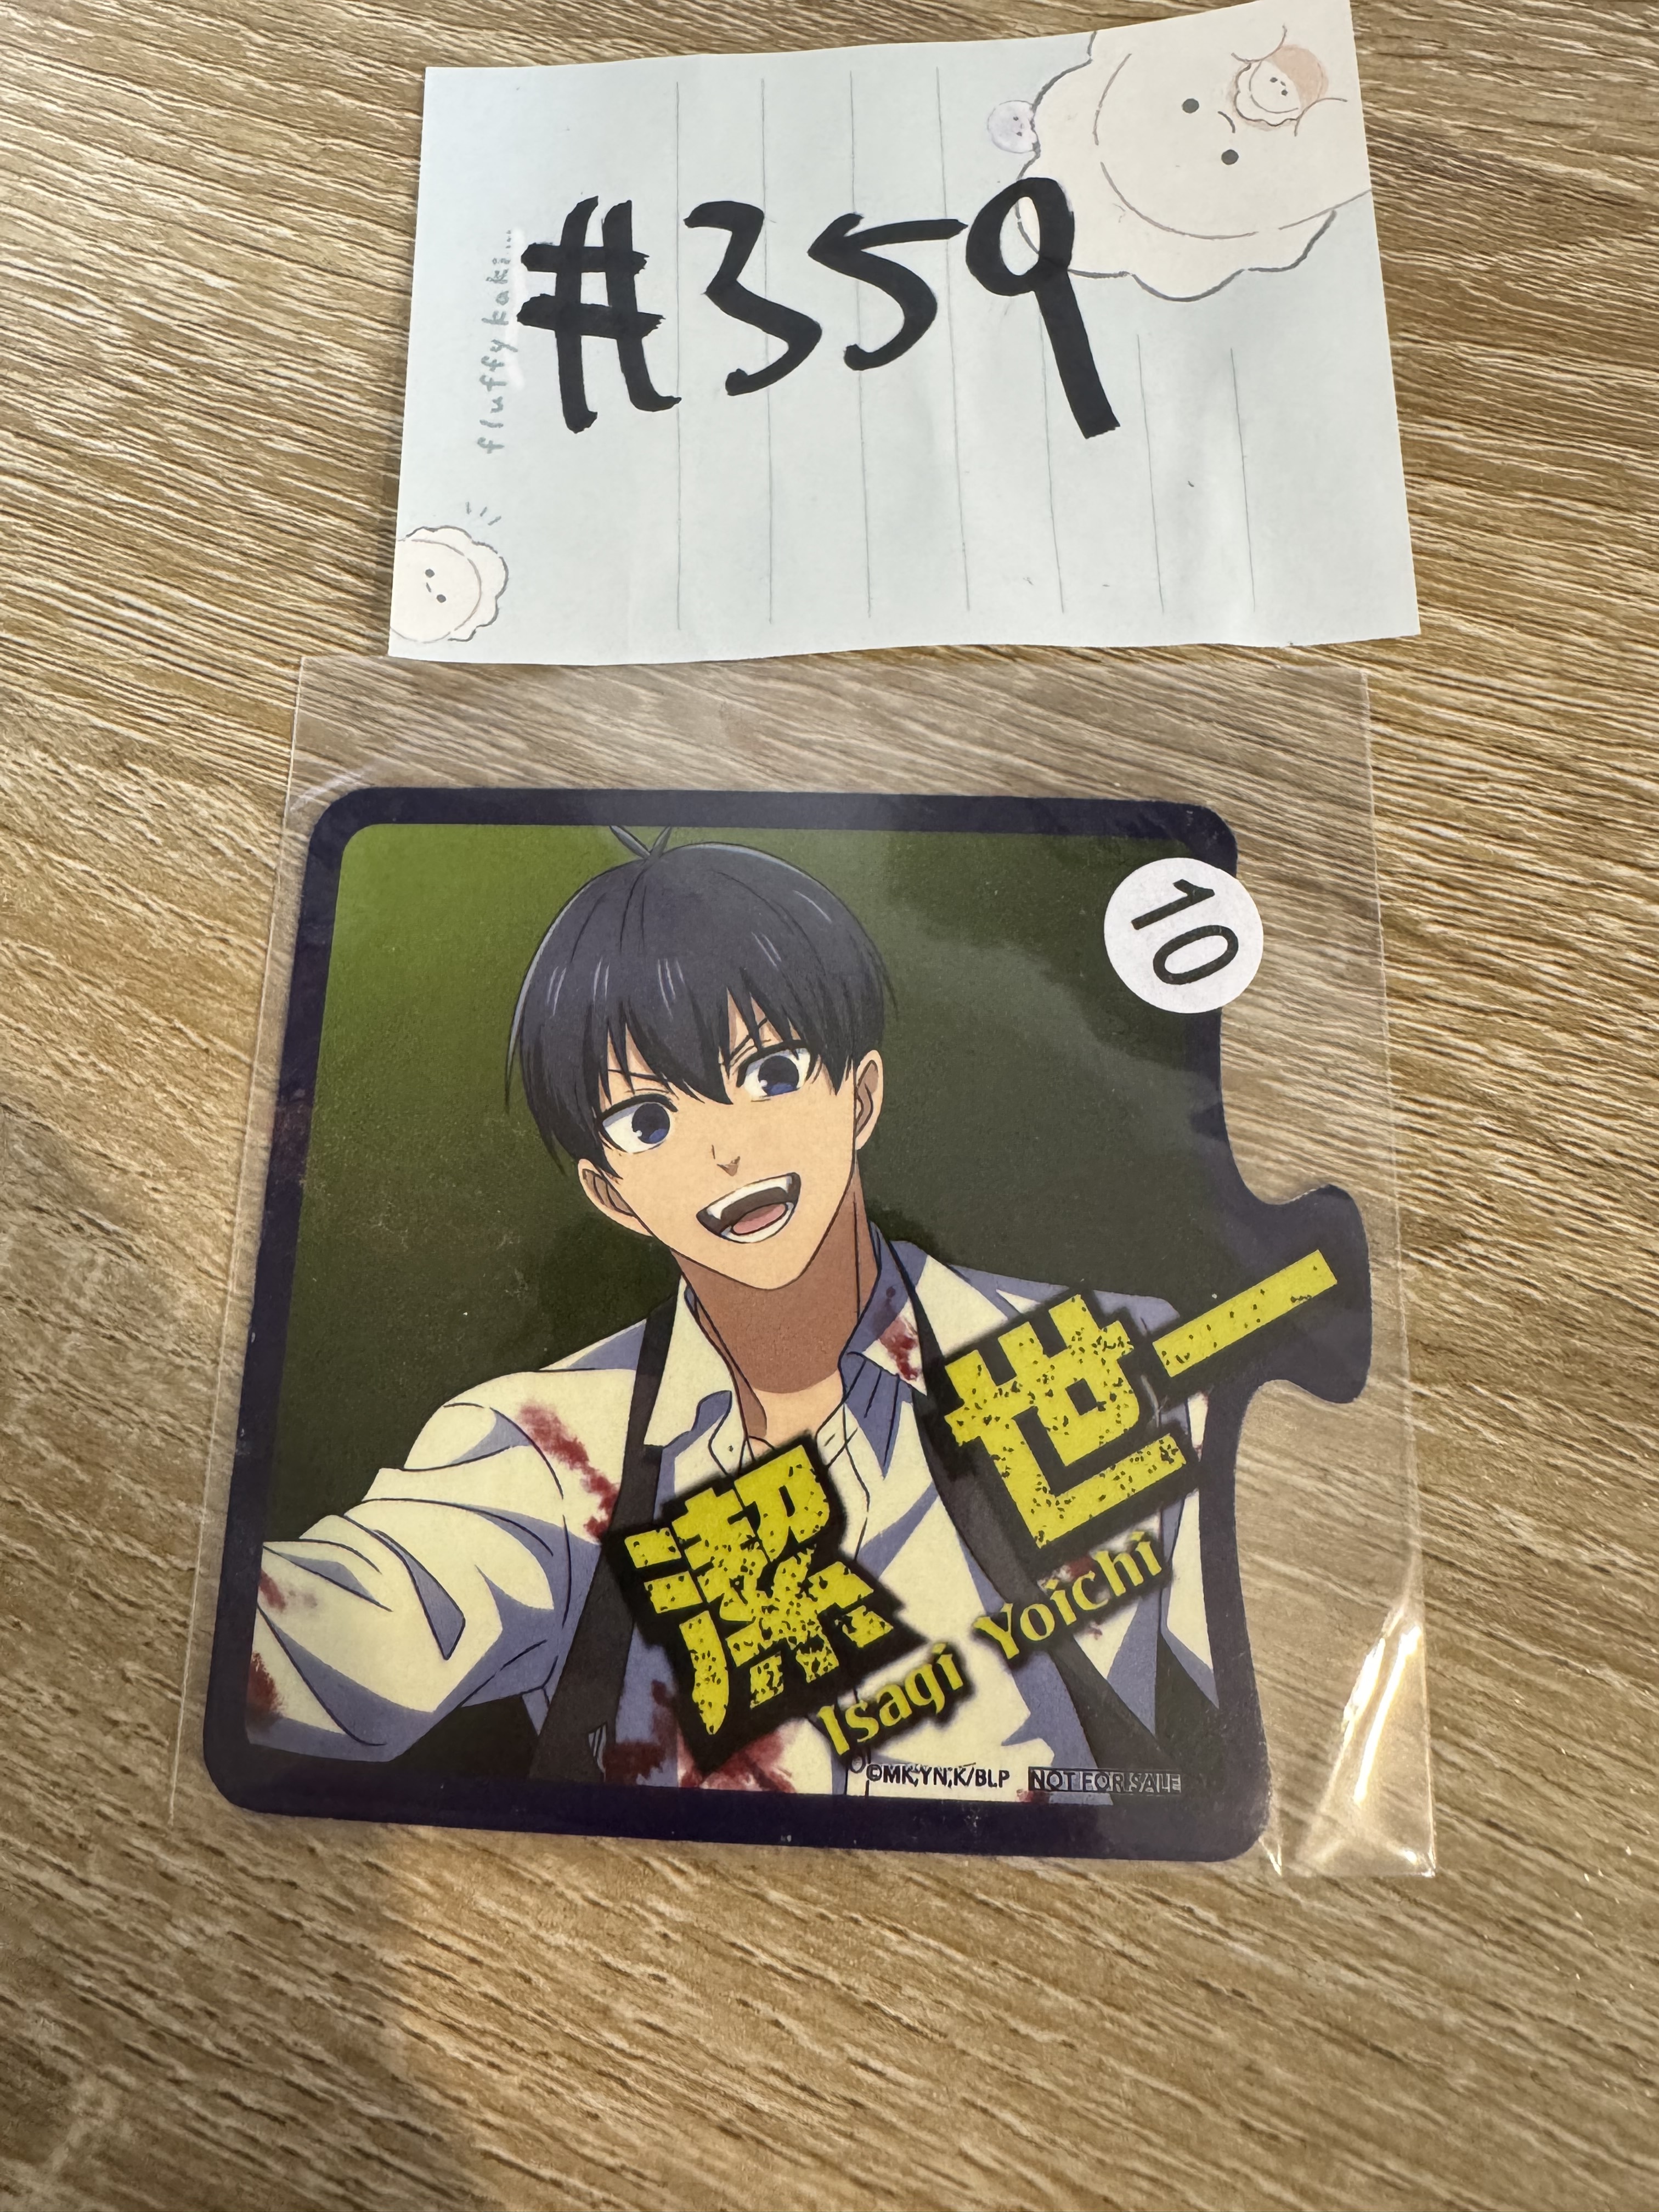 #359
fluffy kaki...
10
潔 世一
Isagi Yoichi
©MK,YN,K/BLP NOT FOR SALE